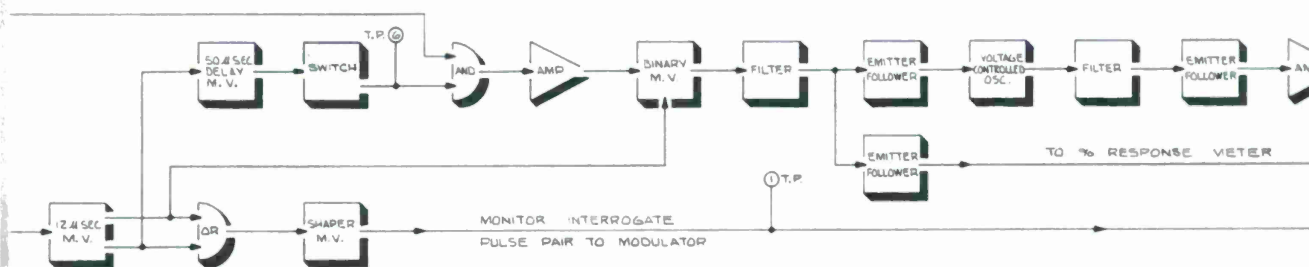 T.P. 6
50 μ SEC
DELAY
M.V.
SWITCH
AND
AMP
BINARY
M.V.
FILTER
EMITTER
FOLLOWER
VOLTAGE
CONTROLLED
OSC.
FILTER
EMITTER
FOLLOWER
AM
EMITTER
FOLLOWER
TO % RESPONSE METER
1 T.P.
12 μ SEC
M.V.
OR
SHAPER
M.V.
MONITOR INTERROGATE
PULSE PAIR TO MODULATOR